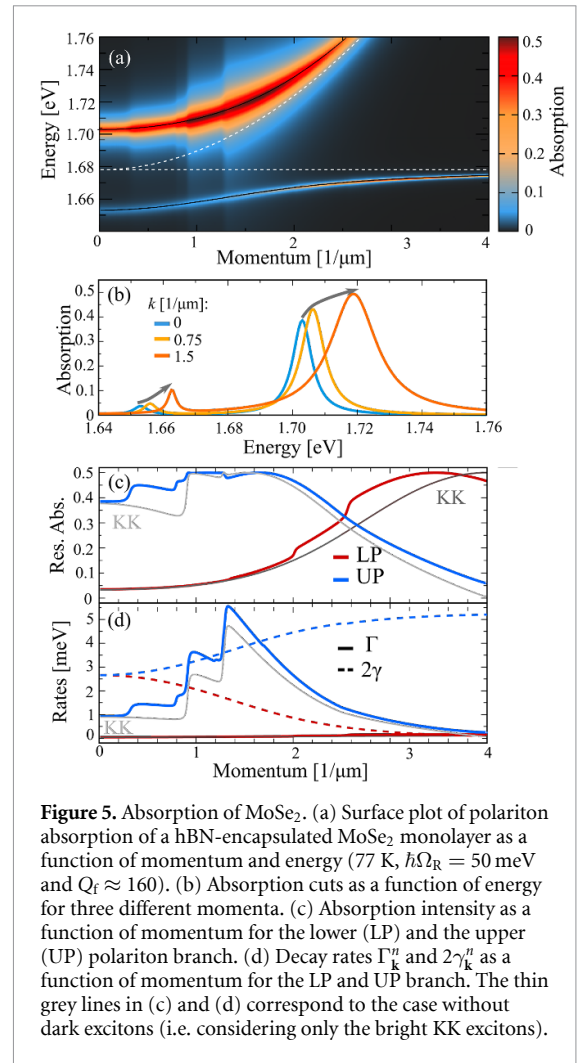 (a)
1.76
1.74
1.72
1.70
1.68
1.66
Energy [eV]
0 1 2 3 4
Momentum [1/μm]
0.5
0.4
0.3
0.2
0.1
0
Absorption
(b)
0.5
0.4
0.3
0.2
0.1
0
Absorption
k [1/μm]:
0
0.75
1.5
1.64 1.66 1.68 1.70 1.72 1.74 1.76
Energy [eV]
0.5
0.4
0.3
0.2
0.1
0
Res. Abs.
(c)
KK
KK
LP
UP
5
4
3
2
1
0
Rates [meV]
(d)
Γ
2γ
KK
0 1 2 3 4
Momentum [1/μm]
Figure 5. Absorption of MoSe₂. (a) Surface plot of polariton
absorption of a hBN-encapsulated MoSe₂ monolayer as a
function of momentum and energy (77 K, ℏΩ_R = 50 meV
and Q_f ≈ 160). (b) Absorption cuts as a function of energy
for three different momenta. (c) Absorption intensity as a
function of momentum for the lower (LP) and the upper
(UP) polariton branch. (d) Decay rates Γ_k^n and 2γ_k^n as a
function of momentum for the LP and UP branch. The thin
grey lines in (c) and (d) correspond to the case without
dark excitons (i.e. considering only the bright KK excitons).